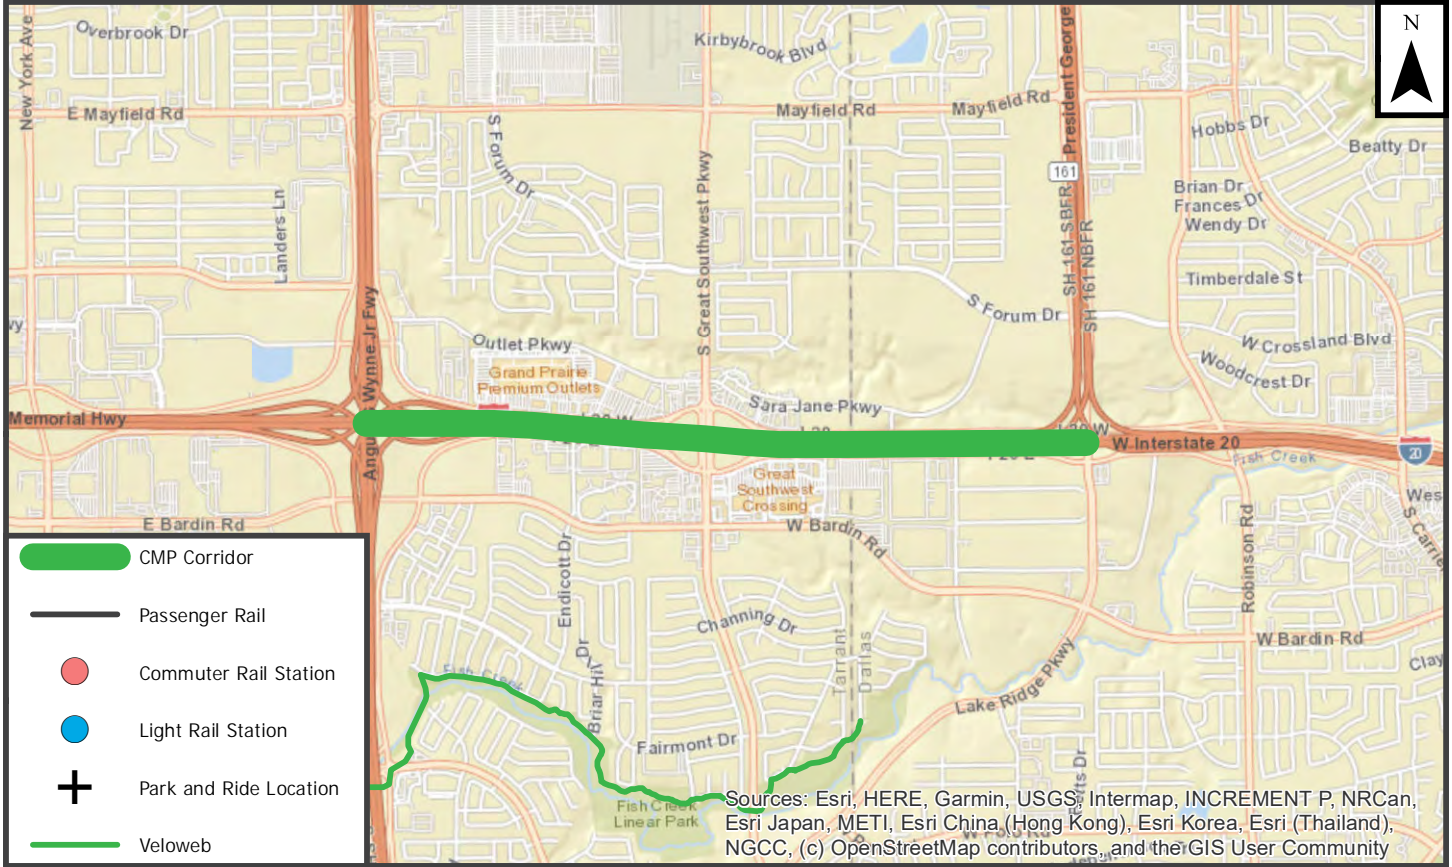 New York Ave
Overbrook Dr
Kirbybrook Blvd
N
E Mayfield Rd
Mayfield Rd
Mayfield Rd
President George
Hobbs Dr
Beatty Dr
S Forum Dr
S Great Southwest Pkwy
161
SH 161 SBFR
SH 161 NBFR
Brian Dr
Frances Dr
Wendy Dr
Landers Ln
Timberdale St
S Forum Dr
Outlet Pkwy
W Crossland Blvd
Woodcrest Dr
Grand Prairie
Premium Outlets
Wynne Jr Fwy
Sara Jane Pkwy
Memorial Hwy
W Interstate 20
20
Fish Creek
Great
Southwest
Crossing
E Bardin Rd
W Bardin Rd
Robinson Rd
Endicott Dr
Channing Dr
W Bardin Rd
Tarrant
Dallas
Fish Creek
Lake Ridge Pkwy
Fairmont Dr
Fish Creek
Linear Park
CMP Corridor
Passenger Rail
Commuter Rail Station
Light Rail Station
Park and Ride Location
Veloweb
Sources: Esri, HERE, Garmin, USGS, Intermap, INCREMENT P, NRCan,
Esri Japan, METI, Esri China (Hong Kong), Esri Korea, Esri (Thailand),
NGCC, (c) OpenStreetMap contributors, and the GIS User Community